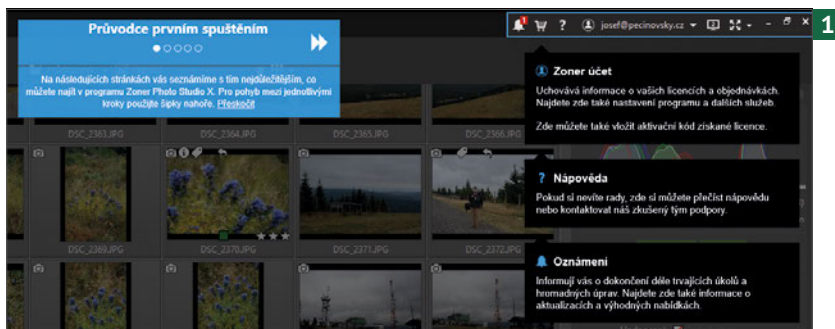 Průvodce prvním spuštěním
Na následujících stránkách vás seznámíme s tím nejdůležitějším, co
můžete najít v programu Zoner Photo Studio X. Pro pohyb mezi jednotlivými
kroky použijte šipky nahoře. Přeskočit
? josef@pecinovsky.cz
1
Zoner účet
Uchovává informace o vašich licencích a objednávkách.
Najdete zde také nastavení programu a dalších služeb.
Zde můžete také vložit aktivační kód získané licence.
DSC_2363.JPG DSC_2364.JPG DSC_2365.JPG DSC_2366.JPG
? Nápověda
Pokud si nevíte rady, zde si můžete přečíst nápovědu
nebo kontaktovat náš zkušený tým podpory.
DSC_2369.JPG DSC_2370.JPG DSC_2371.JPG DSC_2372.JPG
Oznámení
Informují vás o dokončení déle trvajících úkolů a
hromadných úprav. Najdete zde také informace o
aktualizacích a výhodných nabídkách.